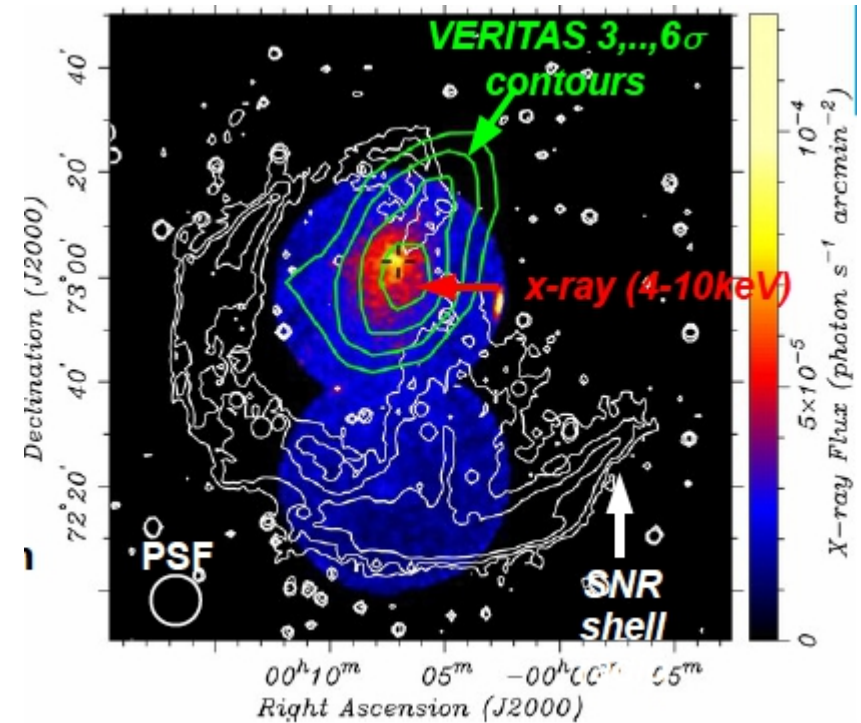 VERITAS 3,..,6σ
contours
40′
20′
73°00′
40′
72°20′
Declination (J2000)
x-ray (4-10keV)
PSF
SNR
shell
00ʰ10ᵐ 05ᵐ 05ᵐ
Right Ascension (J2000)
10⁻⁴
5×10⁻⁵
0
X-ray Flux (photon s⁻¹ arcmin⁻²)